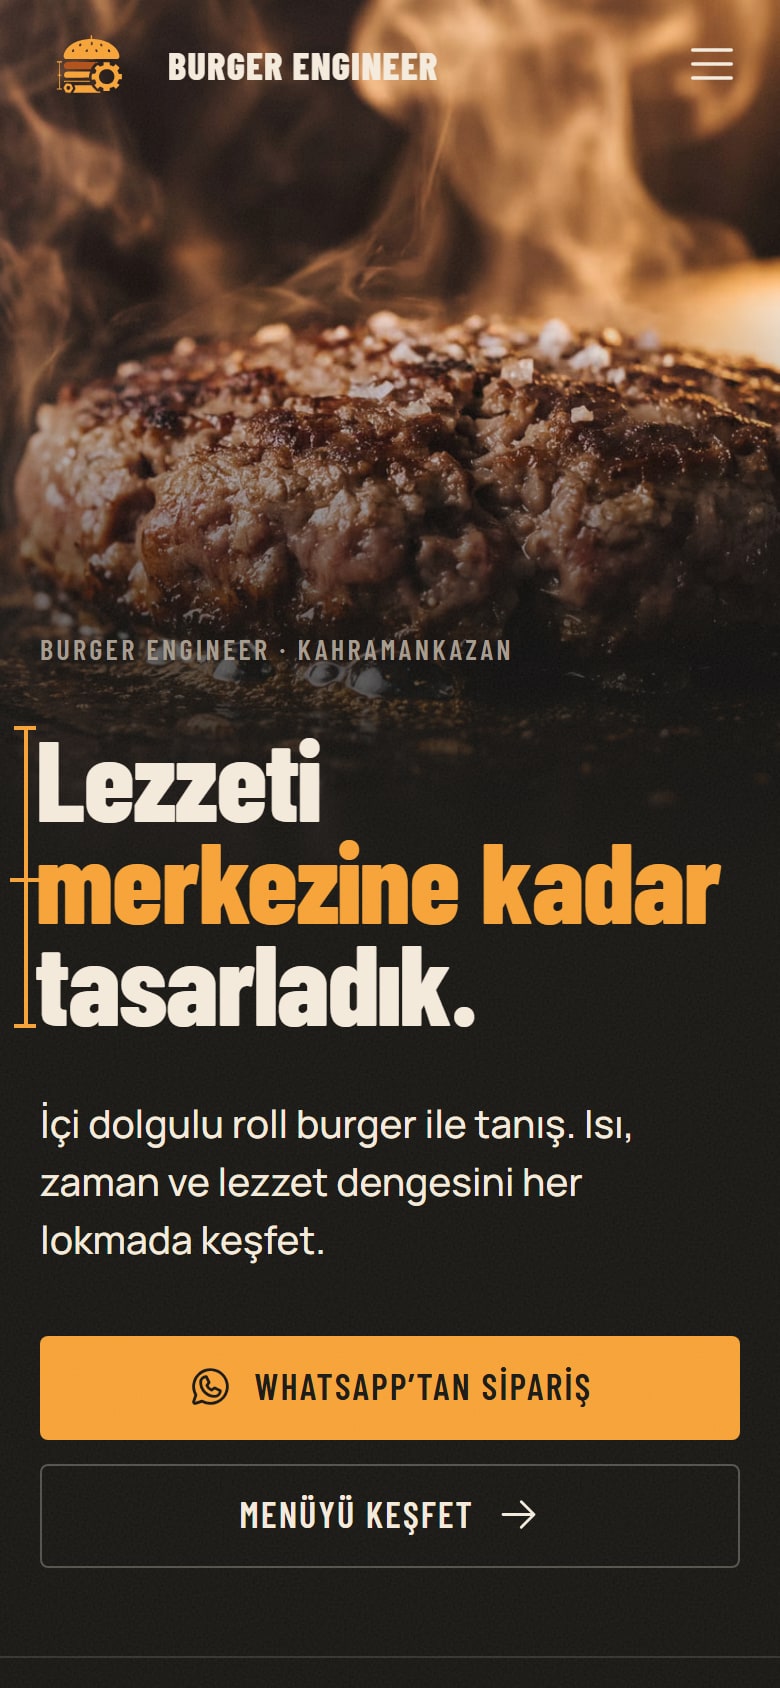 BURGER ENGINEER
BURGER ENGINEER · KAHRAMANKAZAN
Lezzeti
merkezine kadar
tasarladık.
İçi dolgulu roll burger ile tanış. Isı,
zaman ve lezzet dengesini her
lokmada keşfet.
WHATSAPP’TAN SİPARİŞ
MENÜYÜ KEŞFET →